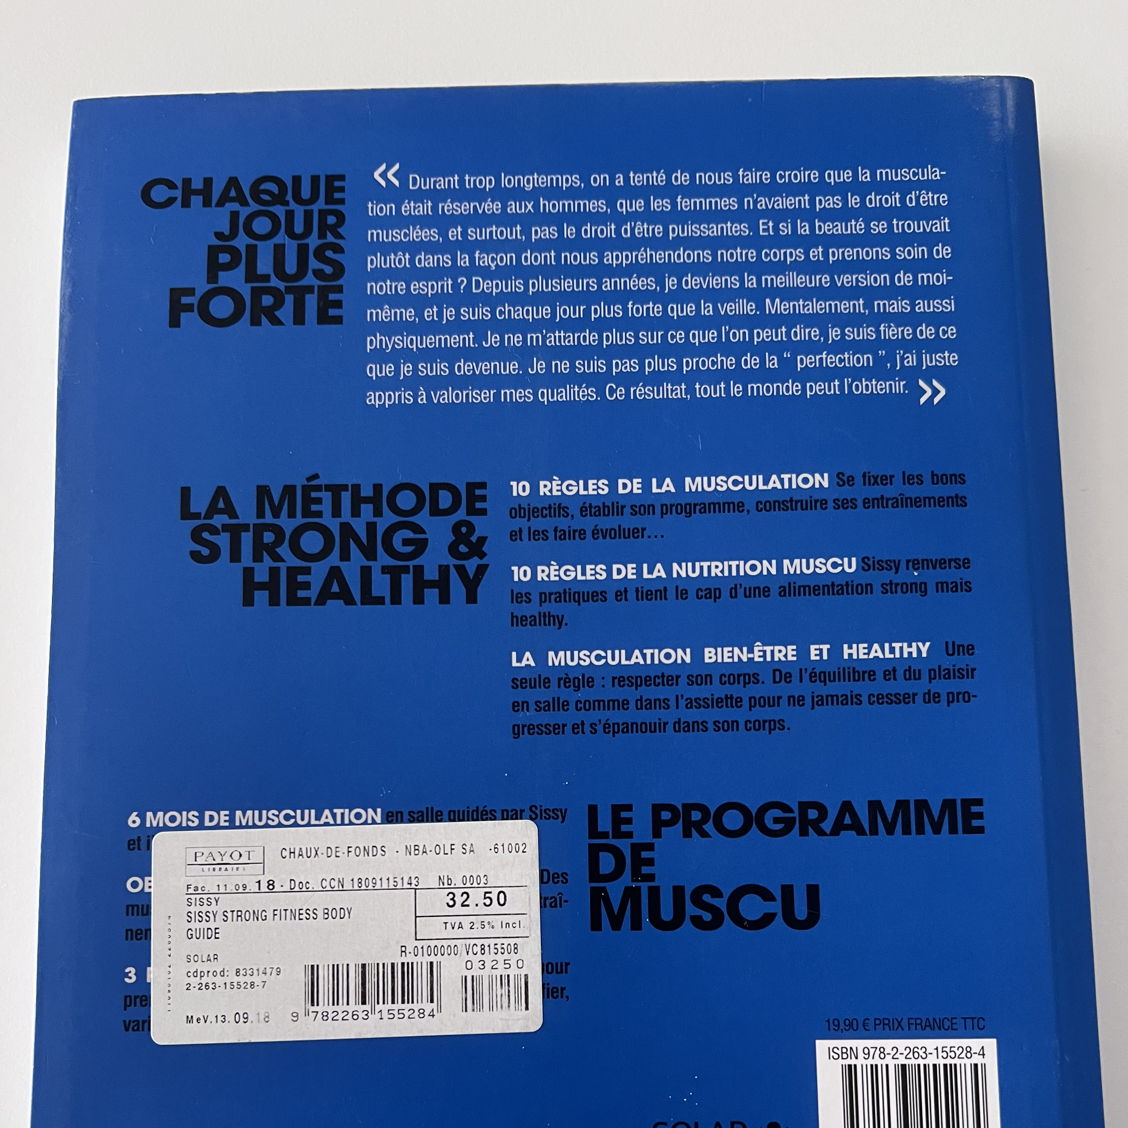 CHAQUE
JOUR
PLUS
FORTE
« Durant trop longtemps, on a tenté de nous faire croire que la muscula-
tion était réservée aux hommes, que les femmes n'avaient pas le droit d'être
musclées, et surtout, pas le droit d'être puissantes. Et si la beauté se trouvait
plutôt dans la façon dont nous appréhendons notre corps et prenons soin de
notre esprit ? Depuis plusieurs années, je deviens la meilleure version de moi-
même, et je suis chaque jour plus forte que la veille. Mentalement, mais aussi
physiquement. Je ne m'attarde plus sur ce que l'on peut dire, je suis fière de ce
que je suis devenue. Je ne suis pas plus proche de la “ perfection ”, j'ai juste
appris à valoriser mes qualités. Ce résultat, tout le monde peut l'obtenir. »
LA MÉTHODE
STRONG &
HEALTHY
10 RÈGLES DE LA MUSCULATION Se fixer les bons
objectifs, établir son programme, construire ses entraînements
et les faire évoluer…
10 RÈGLES DE LA NUTRITION MUSCU Sissy renverse
les pratiques et tient le cap d'une alimentation strong mais
healthy.
LA MUSCULATION BIEN-ÊTRE ET HEALTHY Une
seule règle : respecter son corps. De l'équilibre et du plaisir
en salle comme dans l'assiette pour ne jamais cesser de pro-
gresser et s'épanouir dans son corps.
6 MOIS DE MUSCULATION en salle guidés par Sissy
et
Des
3
LE PROGRAMME
DE
MUSCU
PAYOT
LIBRAIRIE
CHAUX-DE-FONDS - NBA-OLF SA -61002
Fac. 11.09.18 - Doc. CCN 1809115143 Nb. 0003
SISSY
SISSY STRONG FITNESS BODY
GUIDE
32.50
TVA 2.5% Incl.
SOLAR
cdprod: 8331479
2-263-15528-7
R-0100000/VC815508
03250
MeV.13.09.18
9 782263 155284
19,90 € PRIX FRANCE TTC
ISBN 978-2-263-15528-4
SOLAR